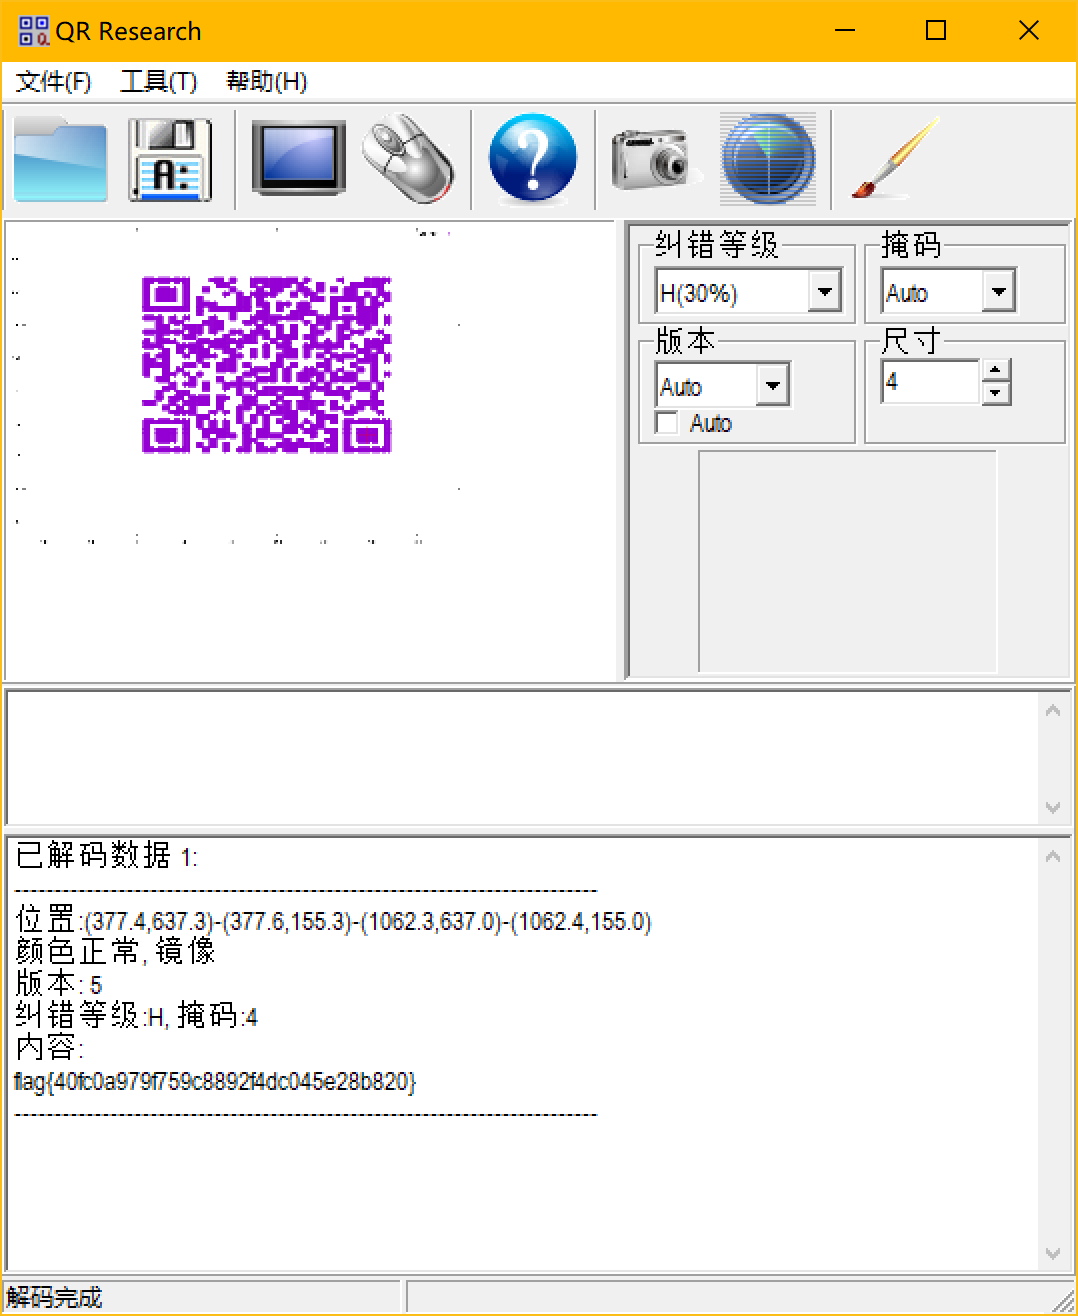 QR Research
文件(F) 工具(T) 帮助(H)
A:
?
纠错等级
H(30%)
掩码
Auto
版本
Auto
Auto
尺寸
4
已解码数据 1:
--------------------------------------------------------------------------------
位置:(377.4,637.3)-(377.6,155.3)-(1062.3,637.0)-(1062.4,155.0)
颜色正常, 镜像
版本: 5
纠错等级:H, 掩码:4
内容:
flag{40fc0a979f759c8892f4dc045e28b820}
--------------------------------------------------------------------------------
解码完成